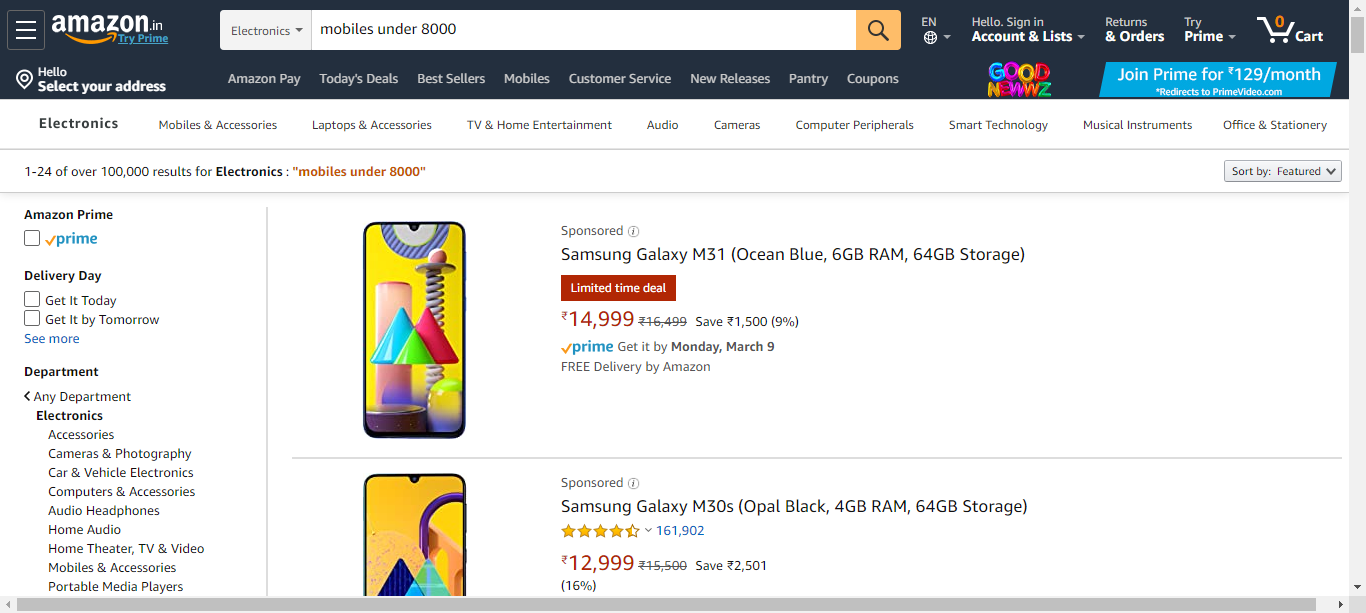 amazon.in
Try Prime
Electronics
mobiles under 8000
EN
Hello. Sign in
Account & Lists
Returns
& Orders
Try
Prime
0
Cart
Hello
Select your address
Amazon Pay
Today's Deals
Best Sellers
Mobiles
Customer Service
New Releases
Pantry
Coupons
GOOD
NEWWZ
Join Prime for ₹129/month
*Redirects to PrimeVideo.com
Electronics
Mobiles & Accessories
Laptops & Accessories
TV & Home Entertainment
Audio
Cameras
Computer Peripherals
Smart Technology
Musical Instruments
Office & Stationery
1-24 of over 100,000 results for Electronics : "mobiles under 8000"
Sort by: Featured
Amazon Prime
prime
Delivery Day
Get It Today
Get It by Tomorrow
See more
Department
Any Department
Electronics
Accessories
Cameras & Photography
Car & Vehicle Electronics
Computers & Accessories
Audio Headphones
Home Audio
Home Theater, TV & Video
Mobiles & Accessories
Portable Media Players
Sponsored
Samsung Galaxy M31 (Ocean Blue, 6GB RAM, 64GB Storage)
Limited time deal
₹14,999 ₹16,499 Save ₹1,500 (9%)
prime Get it by Monday, March 9
FREE Delivery by Amazon
Sponsored
Samsung Galaxy M30s (Opal Black, 4GB RAM, 64GB Storage)
161,902
₹12,999 ₹15,500 Save ₹2,501
(16%)